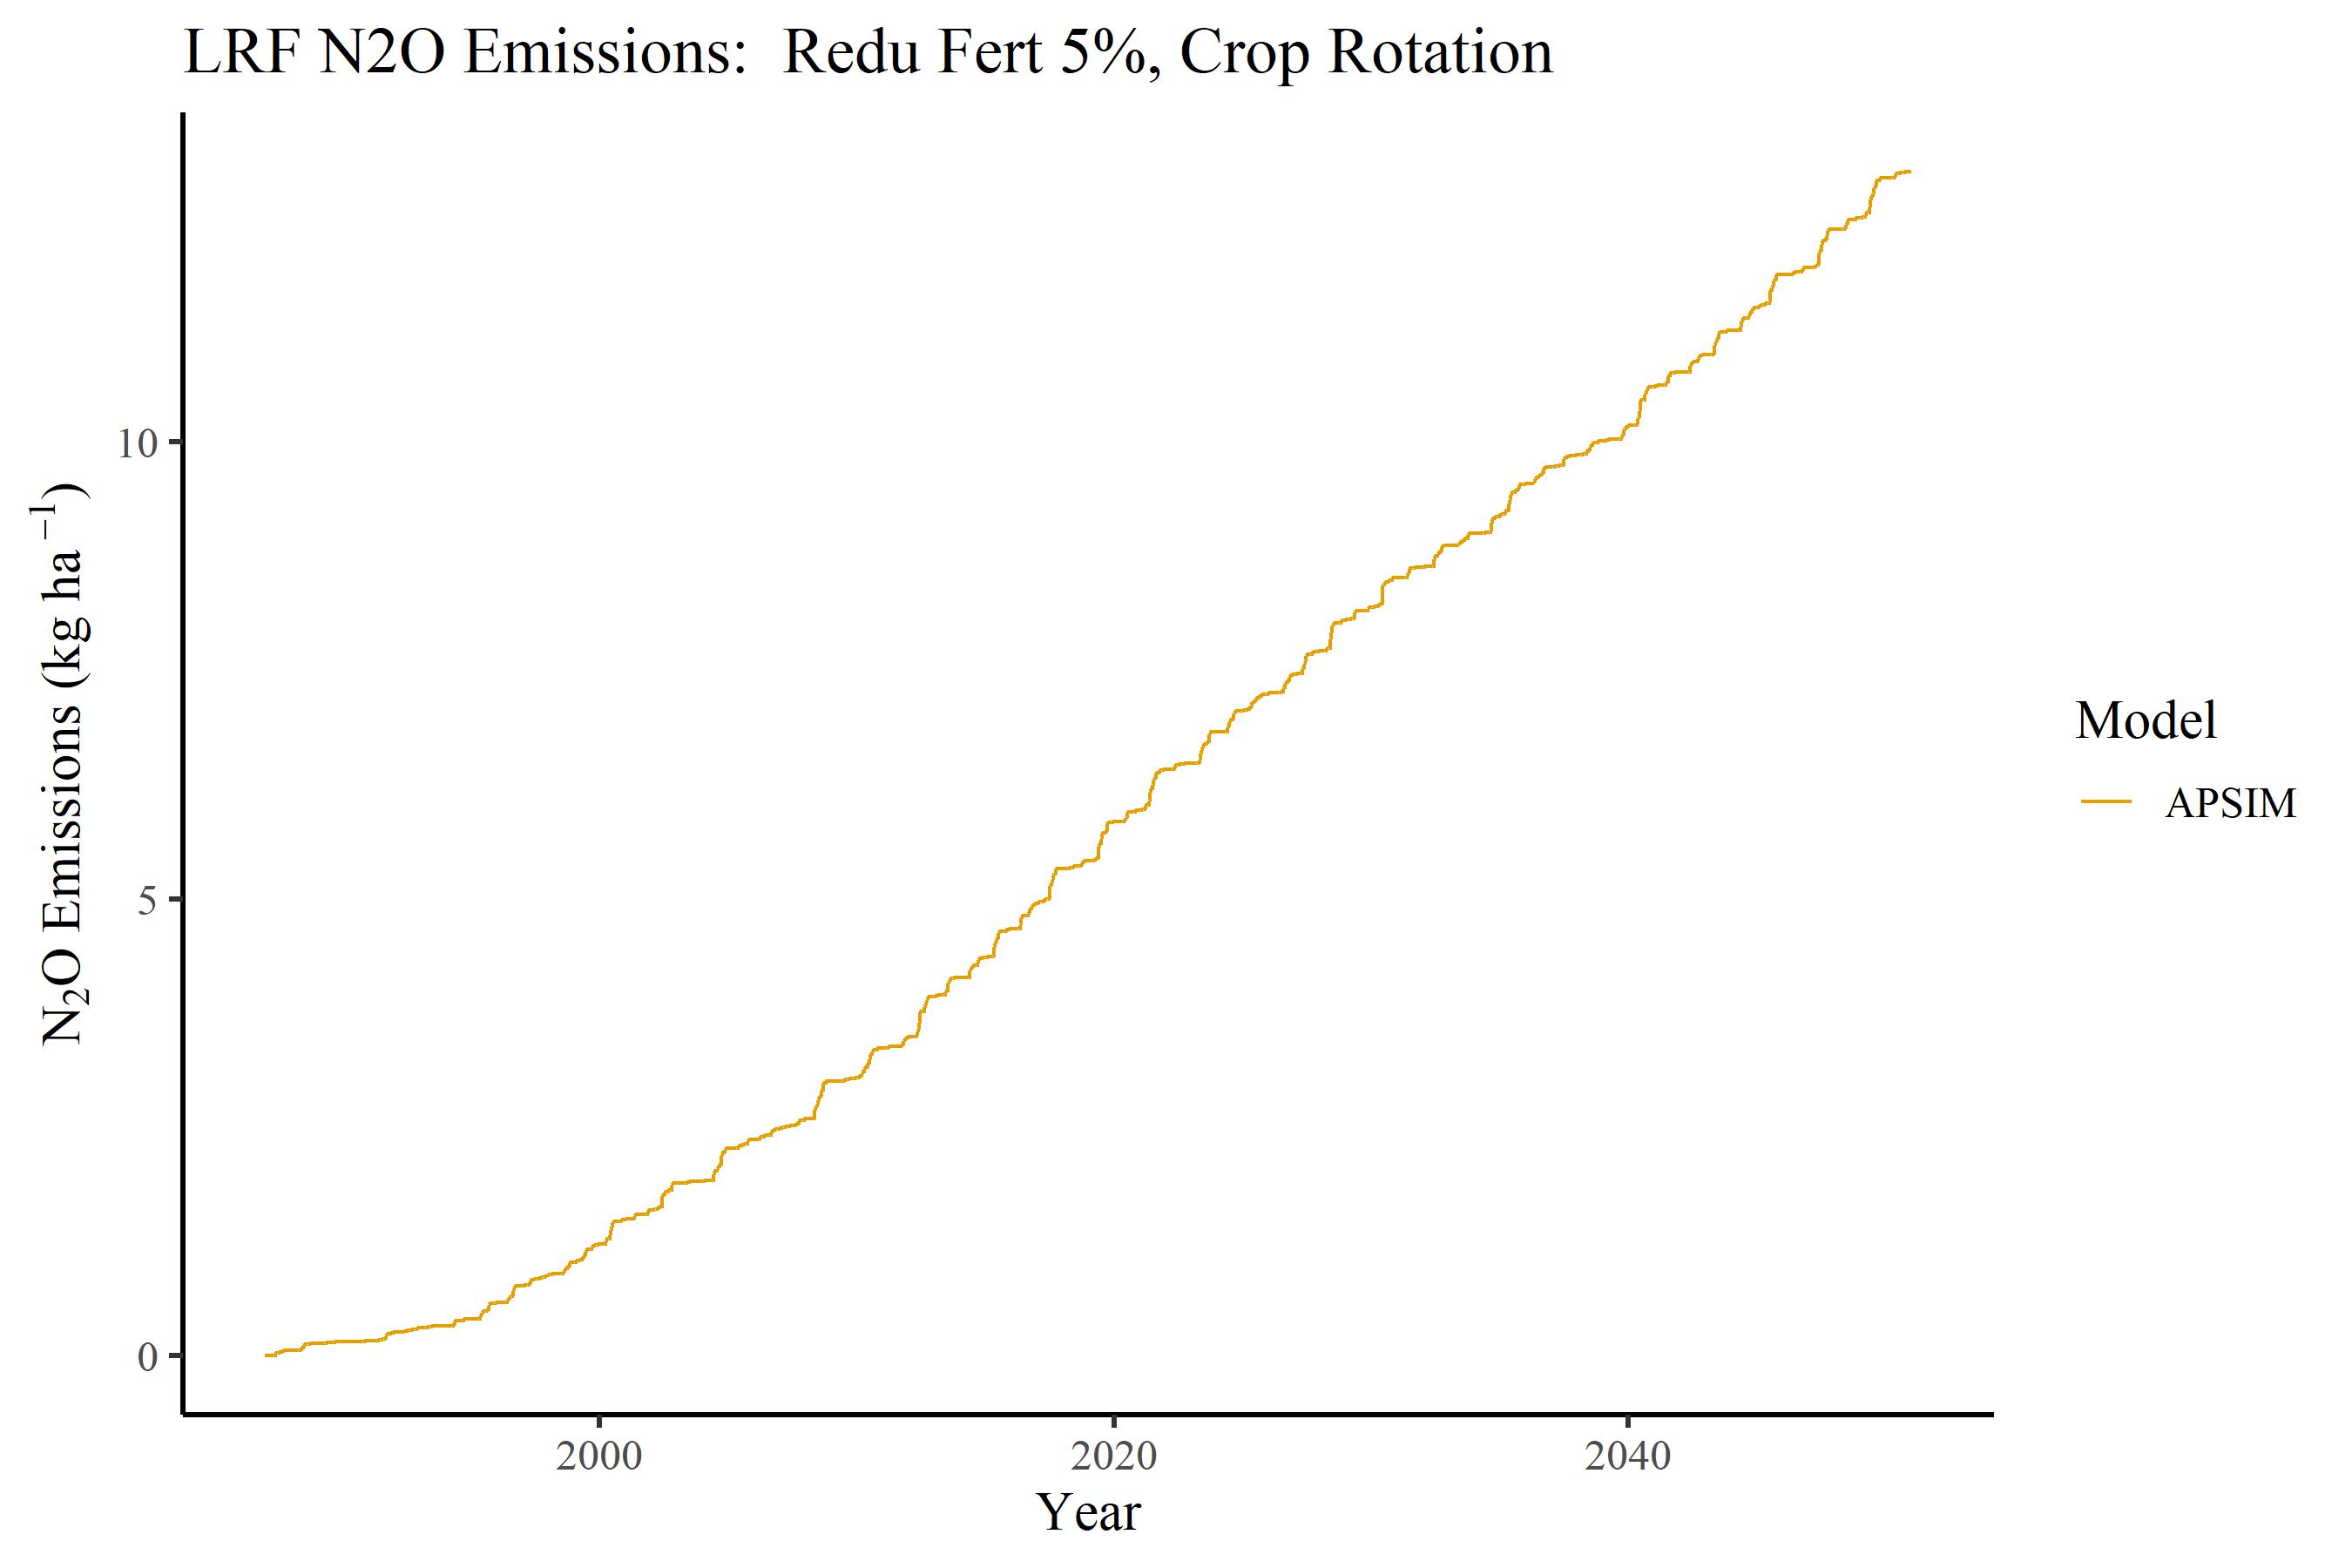 LRF N2O Emissions:  Redu Fert 5%, Crop Rotation
N₂O Emissions (kg ha ⁻¹)
10
5
0
2000
2020
2040
Year
Model
APSIM